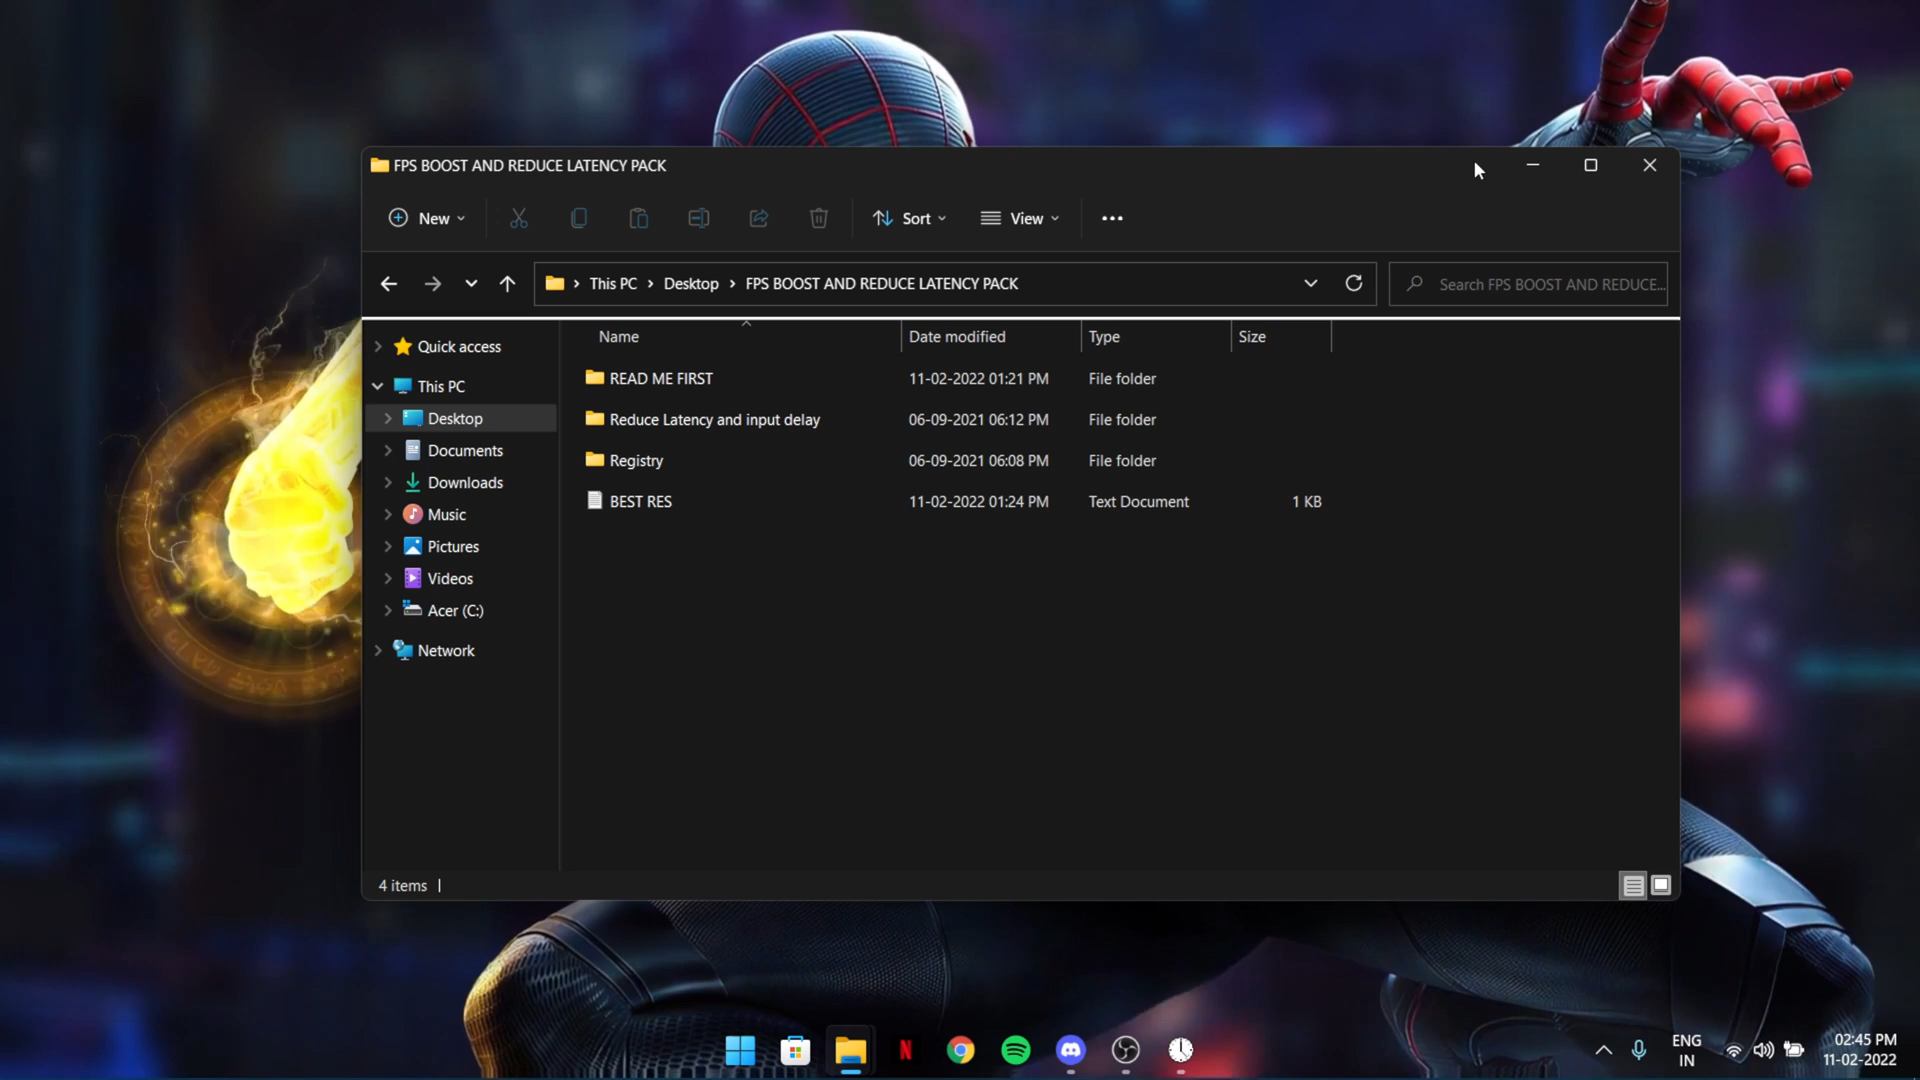 FPS BOOST AND REDUCE LATENCY PACK
New
Sort
View
This PC
Desktop
FPS BOOST AND REDUCE LATENCY PACK
Search FPS BOOST AND REDUCE...
Quick access
This PC
Desktop
Documents
Downloads
Music
Pictures
Videos
Acer (C:)
Network
Name Date modified Type Size
READ ME FIRST 11-02-2022 01:21 PM File folder
Reduce Latency and input delay 06-09-2021 06:12 PM File folder
Registry 06-09-2021 06:08 PM File folder
BEST RES 11-02-2022 01:24 PM Text Document 1 KB
4 items
N
ENG
IN
02:45 PM
11-02-2022